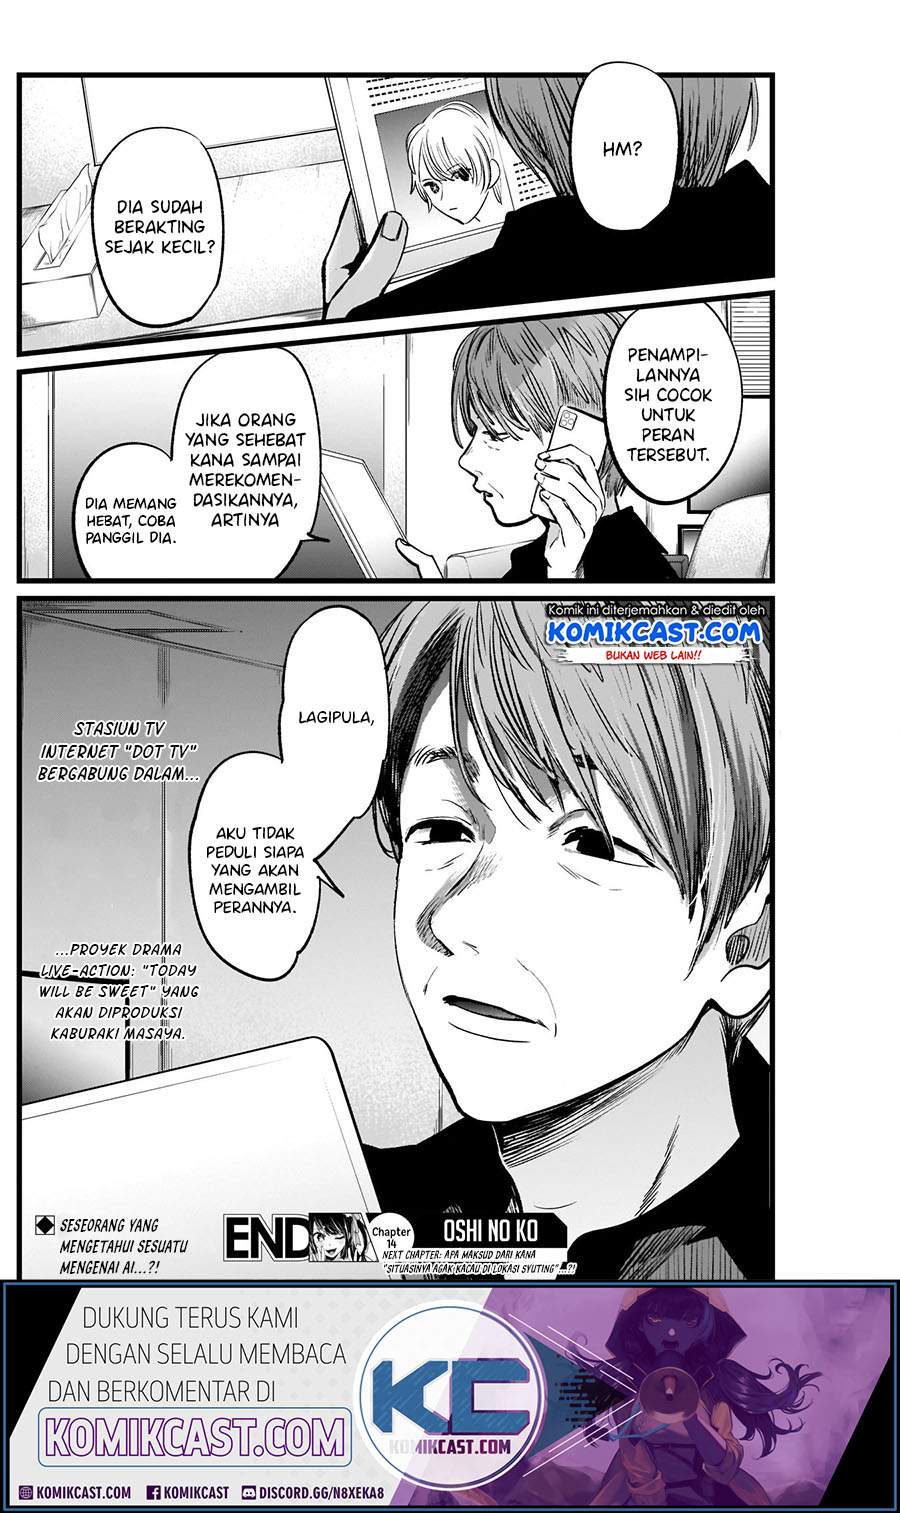 HM?
DIA SUDAH
BERAKTING
SEJAK KECIL?
PENAMPI-
LANNYA
SIH COCOK
UNTUK
PERAN
TERSEBUT.
JIKA ORANG
YANG SEHEBAT
KANA SAMPAI
MEREKOMEN-
DASIKANNYA,
ARTINYA
DIA MEMANG
HEBAT, COBA
PANGGIL DIA.
Komik ini diterjemahkan & diedit oleh
KOMIKCAST.COM
BUKAN WEB LAIN!!
LAGIPULA,
STASIUN TV
INTERNET "DOT TV"
BERGABUNG DALAM...
AKU TIDAK
PEDULI SIAPA
YANG AKAN
MENGAMBIL
PERANNYA.
...PROYEK DRAMA
LIVE-ACTION: "TODAY
WILL BE SWEET" YANG
AKAN DIPRODUKSI
KABURAKI MASAYA.
SESEORANG YANG
MENGETAHUI SESUATU
MENGENAI AI...?!
END
Chapter
14
OSHI NO KO
NEXT CHAPTER: APA MAKSUD DARI KANA
"SITUASINYA AGAK KACAU DI LOKASI SYUTING"...?!
DUKUNG TERUS KAMI
DENGAN SELALU MEMBACA
DAN BERKOMENTAR DI
KOMIKCAST.COM
KC
KOMIKCAST.COM
KOMIKCAST.COM
KOMIKCAST
DISCORD.GG/N8XEKA8